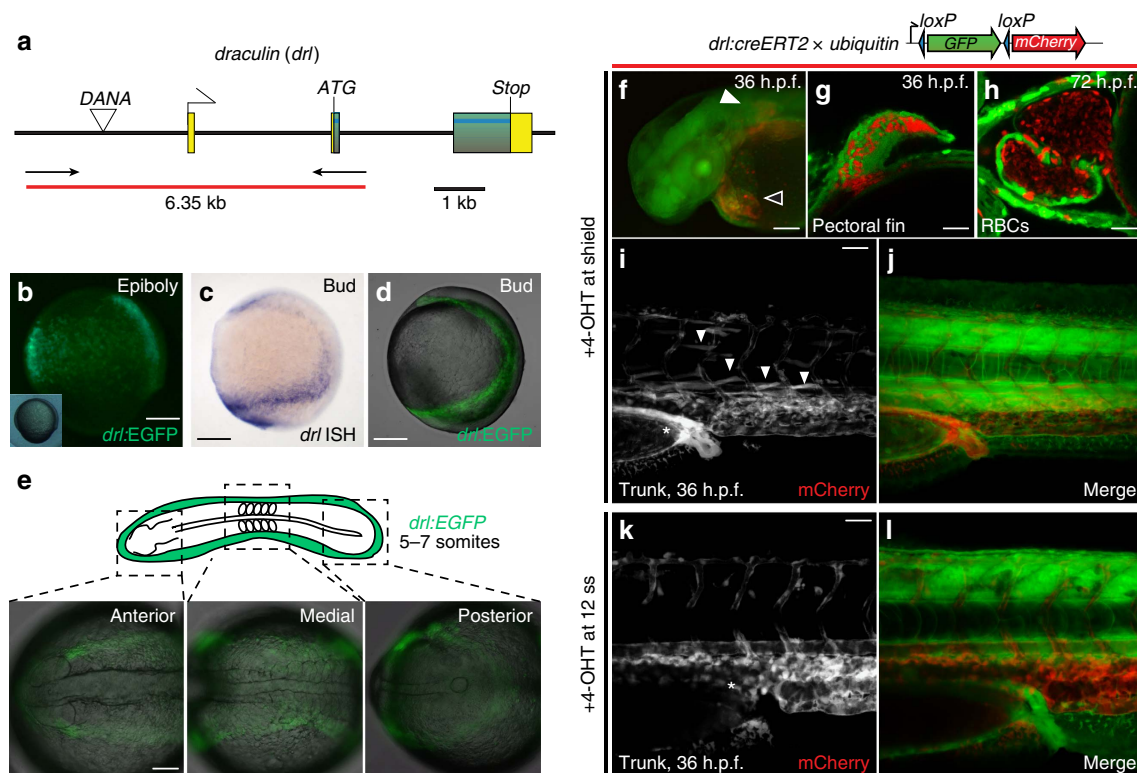 a
draculin (drl)
DANA
ATG
Stop
6.35 kb
1 kb
b
Epiboly
drl:EGFP
c
Bud
drl ISH
d
Bud
drl:EGFP
e
drl:EGFP
5–7 somites
Anterior
Medial
Posterior
drl:creERT2 × ubiquitin
loxP
loxP
GFP
mCherry
+4-OHT at shield
f
36 h.p.f.
g
36 h.p.f.
Pectoral fin
h
72 h.p.f.
RBCs
i
*
Trunk, 36 h.p.f.
mCherry
j
Merge
+4-OHT at 12 ss
k
*
Trunk, 36 h.p.f.
mCherry
l
Merge